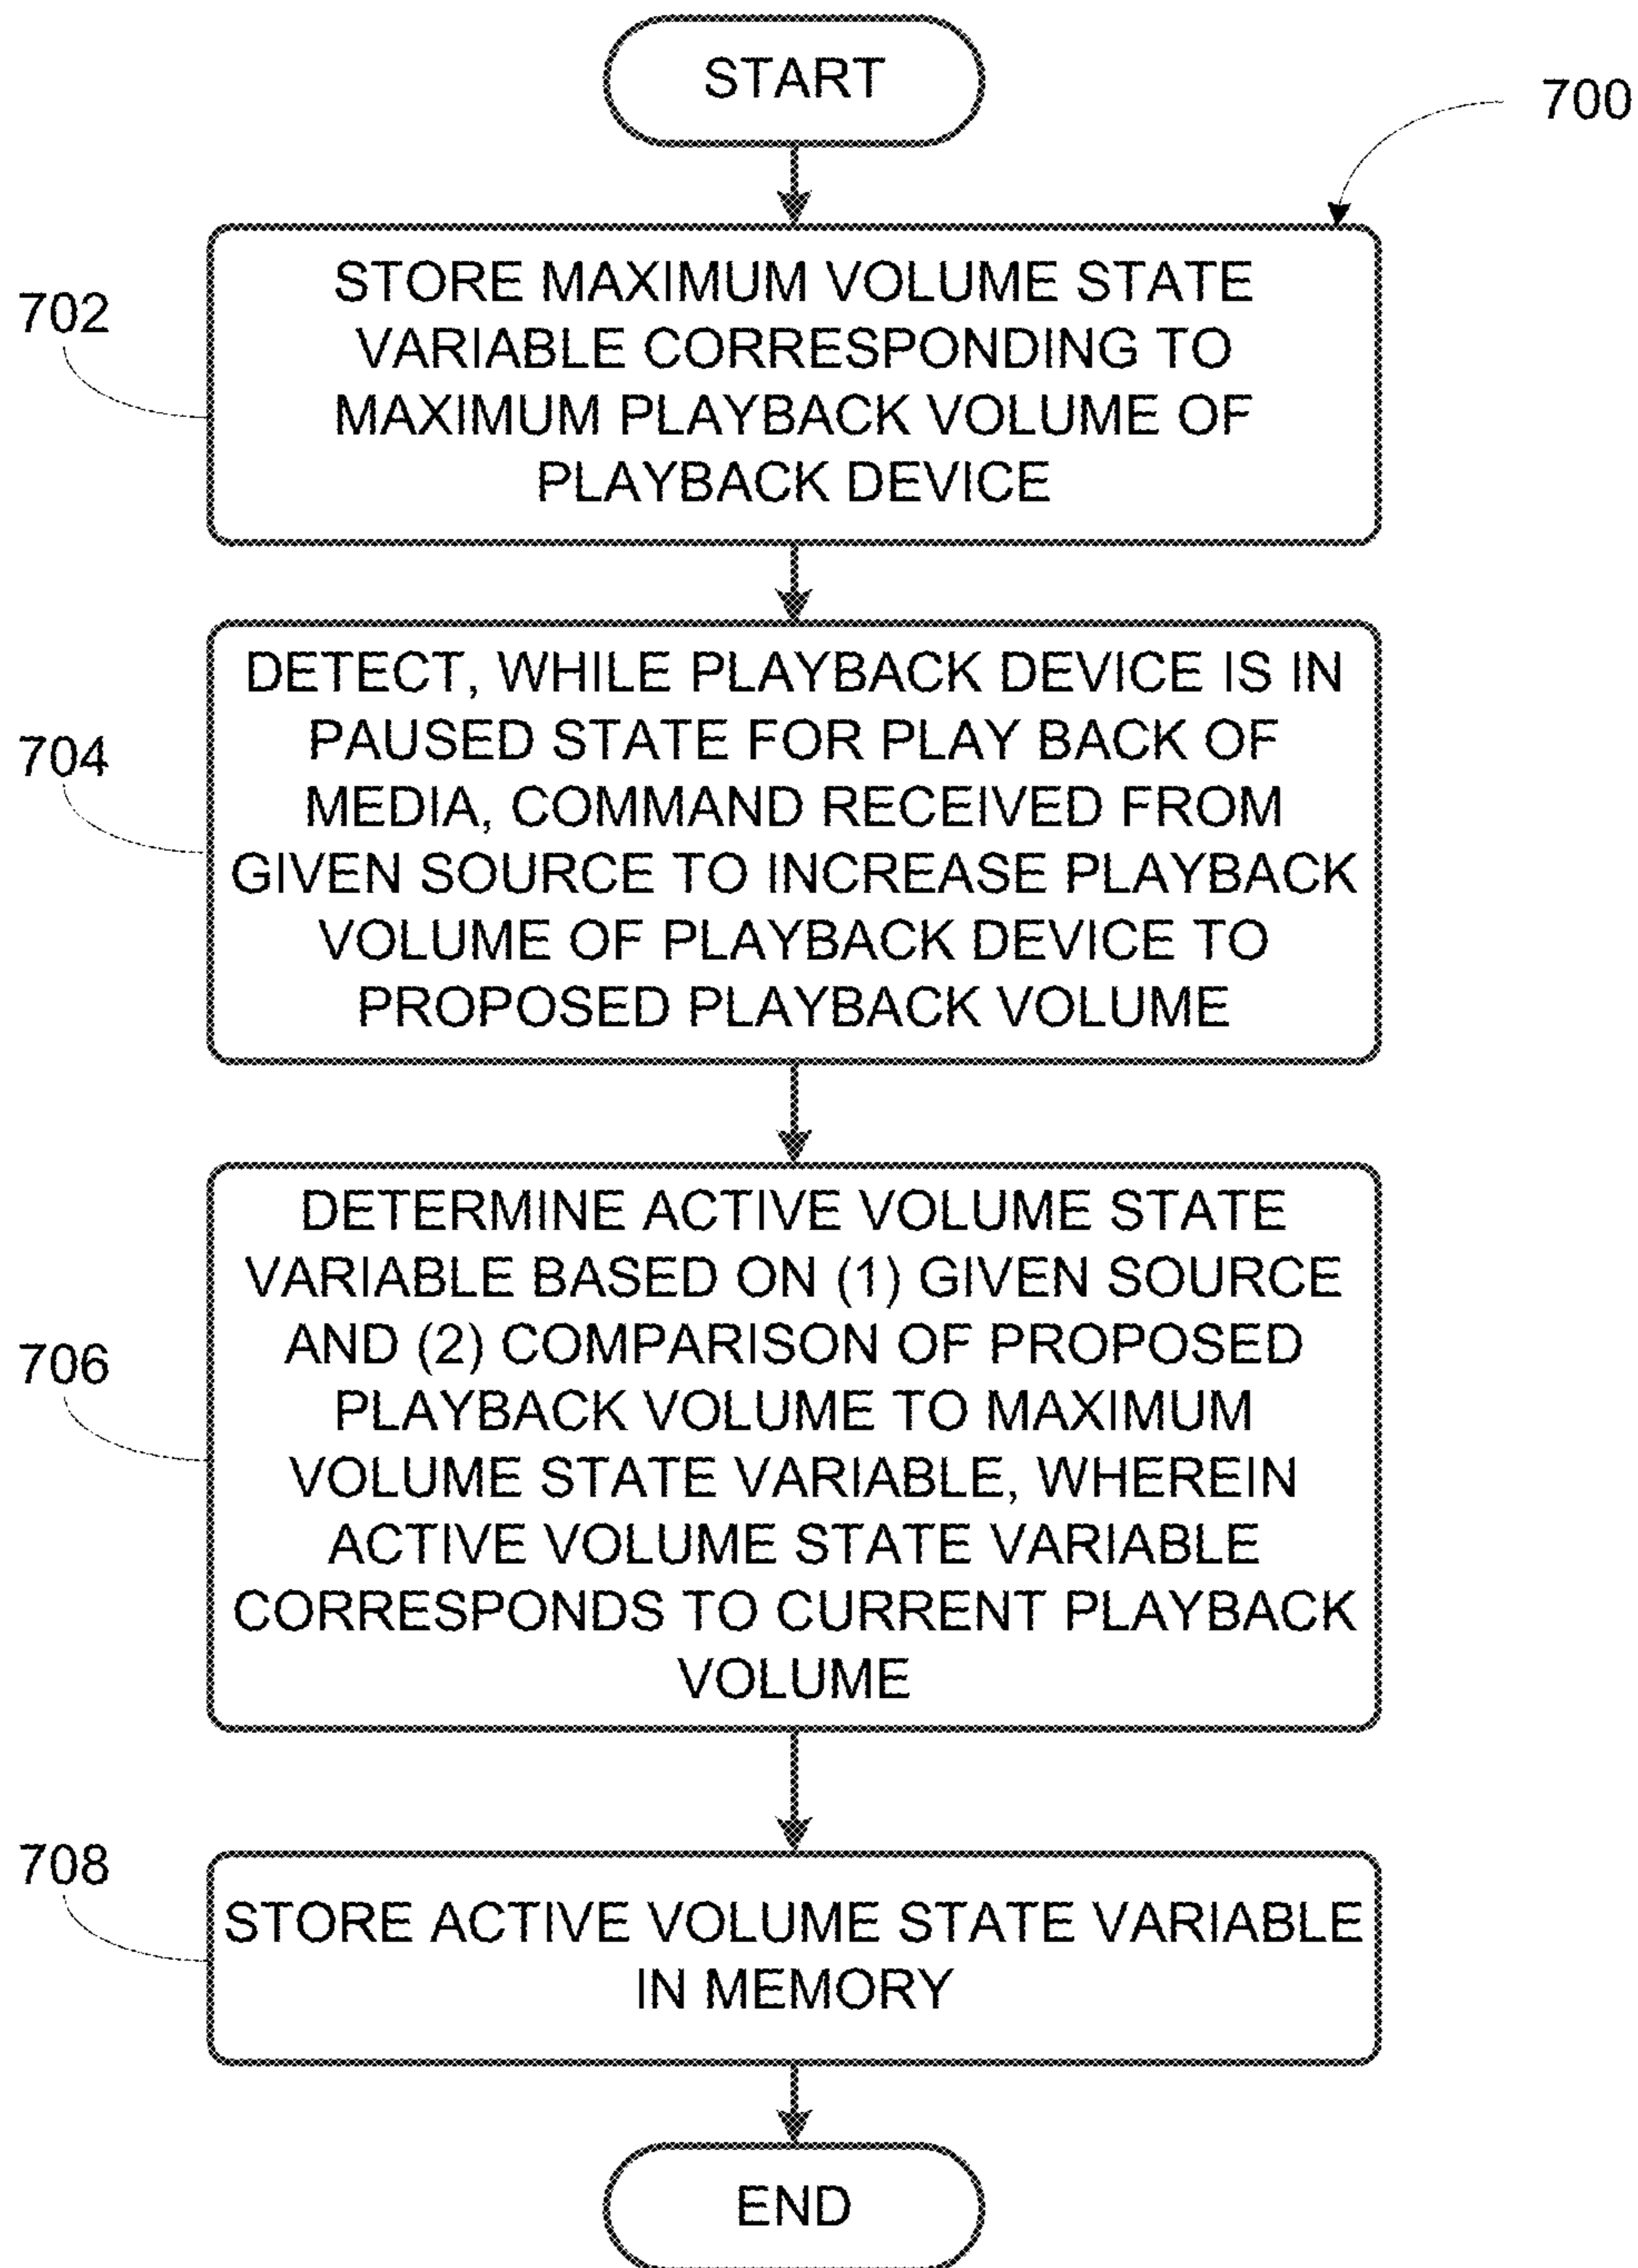 START
700
702
STORE MAXIMUM VOLUME STATE
VARIABLE CORRESPONDING TO
MAXIMUM PLAYBACK VOLUME OF
PLAYBACK DEVICE
704
DETECT, WHILE PLAYBACK DEVICE IS IN
PAUSED STATE FOR PLAY BACK OF
MEDIA, COMMAND RECEIVED FROM
GIVEN SOURCE TO INCREASE PLAYBACK
VOLUME OF PLAYBACK DEVICE TO
PROPOSED PLAYBACK VOLUME
706
DETERMINE ACTIVE VOLUME STATE
VARIABLE BASED ON (1) GIVEN SOURCE
AND (2) COMPARISON OF PROPOSED
PLAYBACK VOLUME TO MAXIMUM
VOLUME STATE VARIABLE, WHEREIN
ACTIVE VOLUME STATE VARIABLE
CORRESPONDS TO CURRENT PLAYBACK
VOLUME
708
STORE ACTIVE VOLUME STATE VARIABLE
IN MEMORY
END